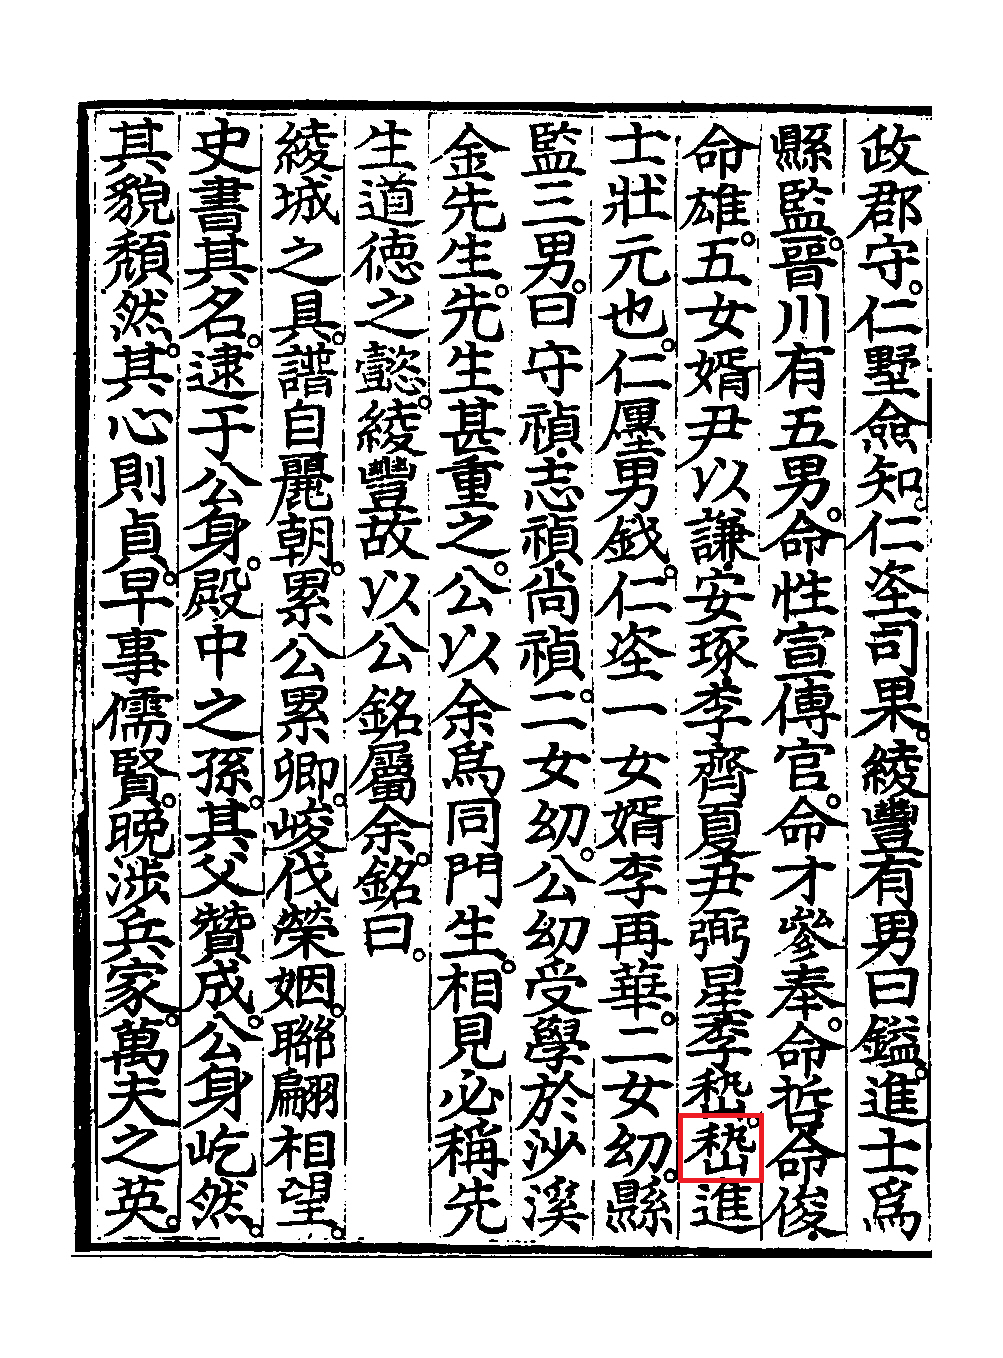 政郡守。仁墅僉知。仁垐司果。綾豐有男曰鎰。進士爲
縣監。晉川有五男。命性宣傳官。命才參奉。命哲命俊
命雄。五女婿尹以謙安琢李齊夏尹弼星李嵆。嵆進
士狀元也。仁㕓男鉞。仁垐一女婿李再華。二女幼。縣
監三男。曰守禎志禎尚禎。二女幼。公幼受學於沙溪
金先生。先生甚重之。公以余爲同門生。相見必稱先
生道德之懿。綾豐故以公銘屬余。銘曰。
綾城之具。譜自麗朝。累公累卿。峻伐榮姻。聯翩相望。
史書其名。逮于公身。殿中之孫。其父贊成。公身屹然。
其貌頹然。其心則貞。早事儒賢。晚涉兵家。萬夫之英。